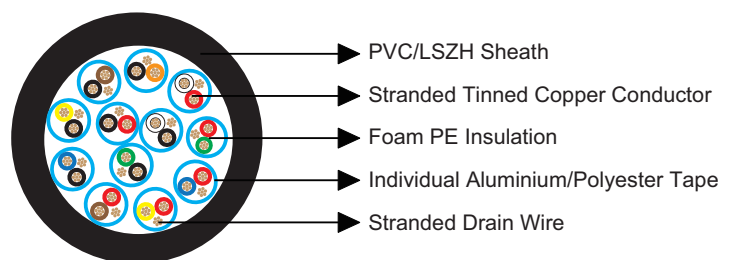 PVC/LSZH Sheath
Stranded Tinned Copper Conductor
Foam PE Insulation
Individual Aluminium/Polyester Tape
Stranded Drain Wire